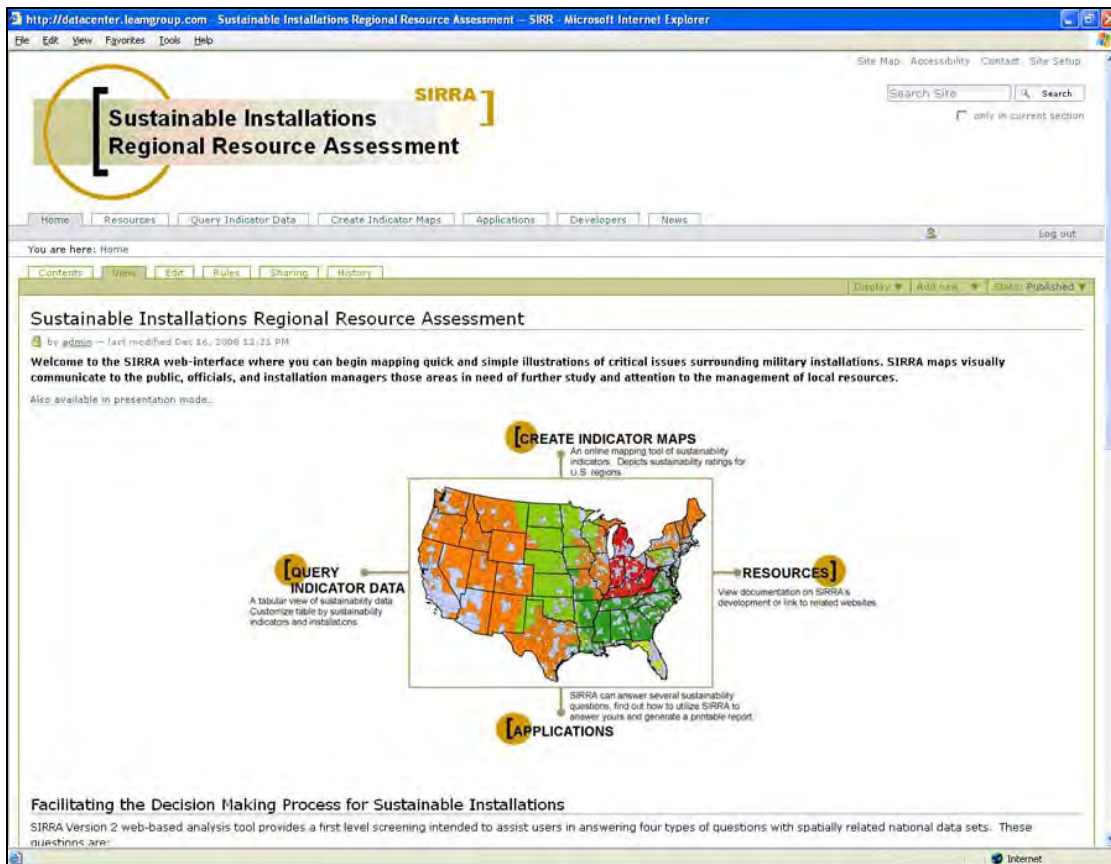 http://datacenter.leamgroup.com - Sustainable Installations Regional Resource Assessment — SIRR - Microsoft Internet Explorer
File Edit View Favorites Tools Help
Site Map Accessibility Contact Site Setup
SIRRA
Search Site Search
only in current section
Sustainable Installations
Regional Resource Assessment
Home Resources Query Indicator Data Create Indicator Maps Applications Developers News
Log out
You are here: Home
Contents View Edit Rules Sharing History
Display ▼ Add new... ▼ State: Published ▼
Sustainable Installations Regional Resource Assessment
by admin — last modified Dec 16, 2008 12:21 PM
Welcome to the SIRRA web-interface where you can begin mapping quick and simple illustrations of critical issues surrounding military installations. SIRRA maps visually
communicate to the public, officials, and installation managers those areas in need of further study and attention to the management of local resources.
Also available in presentation mode...
CREATE INDICATOR MAPS
An online mapping tool of sustainability
indicators. Depicts sustainability ratings for
U.S. regions.
QUERY
INDICATOR DATA
A tabular view of sustainability data
Customize table by sustainability
indicators and installations.
RESOURCES
View documentation on SIRRA's
development or link to related websites.
SIRRA can answer several sustainability
questions, find out how to utilize SIRRA to
answer yours and generate a printable report.
APPLICATIONS
Facilitating the Decision Making Process for Sustainable Installations
SIRRA Version 2 web-based analysis tool provides a first level screening intended to assist users in answering four types of questions with spatially related national data sets. These
questions are:
Internet